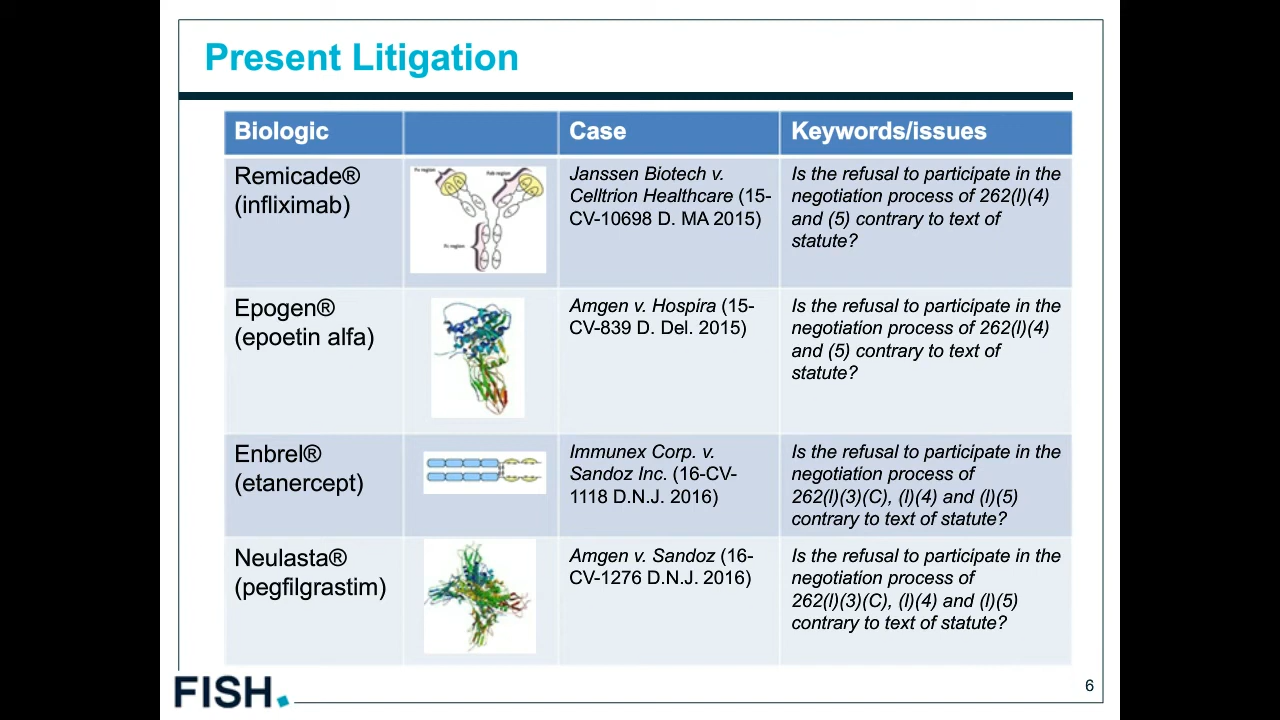 Present Litigation
Biologic
Case
Keywords/issues
Remicade®
(infliximab)
Fv region
Fab region
Fc region
Janssen Biotech v.
Celltrion Healthcare (15-
CV-10698 D. MA 2015)
Is the refusal to participate in the
negotiation process of 262(l)(4)
and (5) contrary to text of
statute?
Epogen®
(epoetin alfa)
Amgen v. Hospira (15-
CV-839 D. Del. 2015)
Is the refusal to participate in the
negotiation process of 262(l)(4)
and (5) contrary to text of
statute?
Enbrel®
(etanercept)
Immunex Corp. v.
Sandoz Inc. (16-CV-
1118 D.N.J. 2016)
Is the refusal to participate in the
negotiation process of
262(l)(3)(C), (l)(4) and (l)(5)
contrary to text of statute?
Neulasta®
(pegfilgrastim)
Amgen v. Sandoz (16-
CV-1276 D.N.J. 2016)
Is the refusal to participate in the
negotiation process of
262(l)(3)(C), (l)(4) and (l)(5)
contrary to text of statute?
FISH.
6